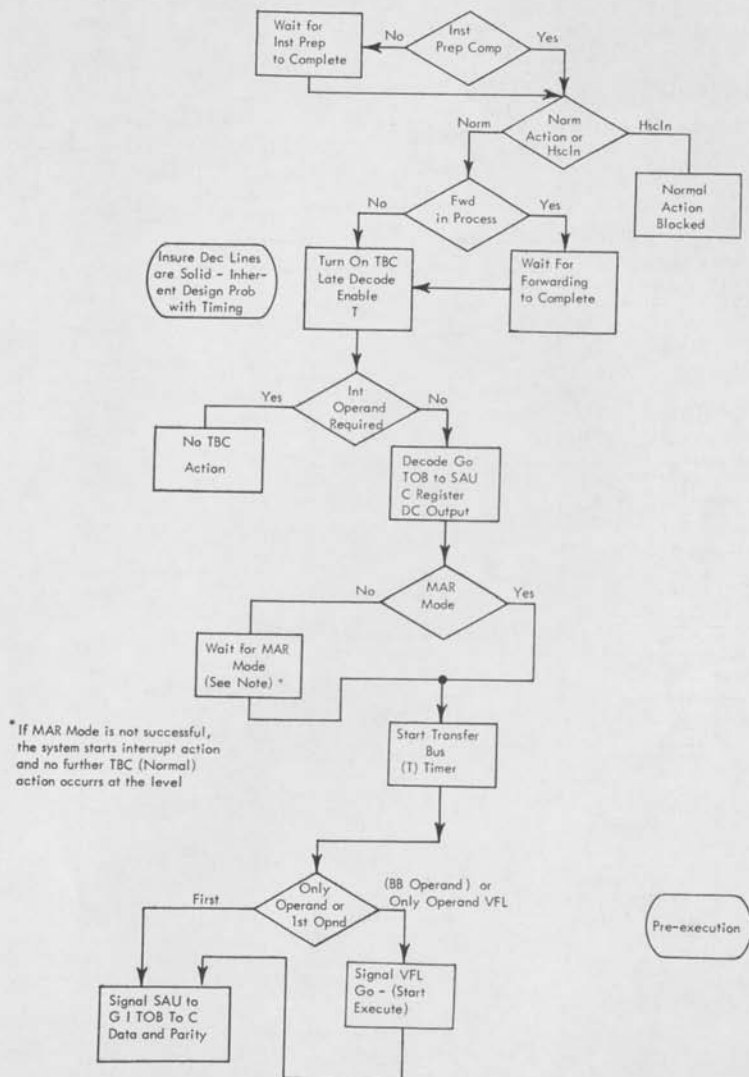 Wait for
Inst Prep
to Complete
No
Inst
Prep Comp
Yes
Norm
Norm
Action or
HscIn
HscIn
Normal
Action
Blocked
No
Fwd
in Process
Yes
Insure Dec Lines
are Solid - Inher-
ent Design Prob
with Timing
Turn On TBC
Late Decode
Enable
T
Wait For
Forwarding
to Complete
Yes
Int
Operand
Required
No
No TBC
Action
Decode Go
TOB to SAU
C Register
DC Output
No
MAR
Mode
Yes
Wait for MAR
Mode
(See Note) *
* If MAR Mode is not successful,
the system starts interrupt action
and no further TBC (Normal)
action occurrs at the level
Start Transfer
Bus
(T) Timer
First
Only
Operand or
1st Opnd
(BB Operand) or
Only Operand VFL
Pre-execution
Signal SAU to
G I TOB To C
Data and Parity
Signal VFL
Go - (Start
Execute)